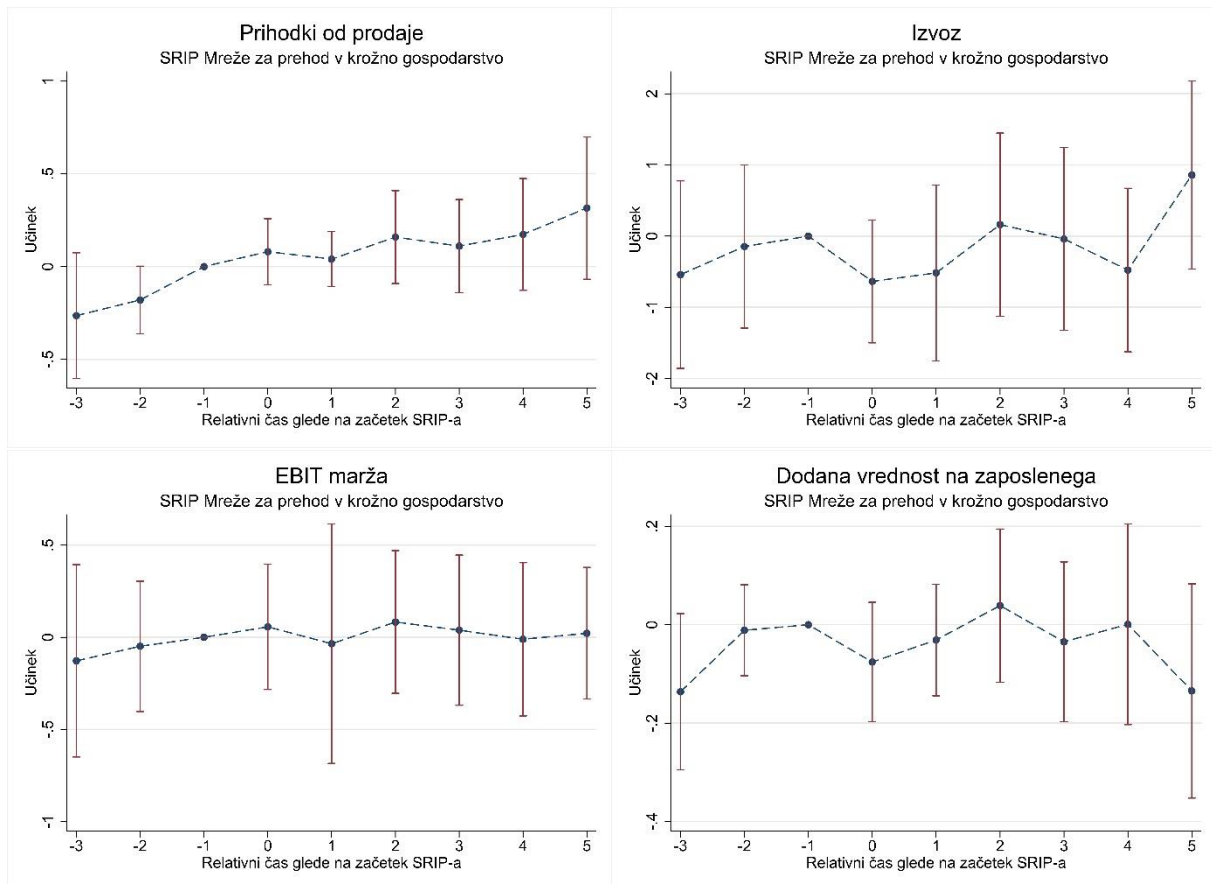 Prihodki od prodaje
SRIP Mreže za prehod v krožno gospodarstvo
Učinek
1
.5
0
-.5
-3 -2 -1 0 1 2 3 4 5
Relativni čas glede na začetek SRIP-a
Izvoz
SRIP Mreže za prehod v krožno gospodarstvo
Učinek
2
1
0
-1
-2
-3 -2 -1 0 1 2 3 4 5
Relativni čas glede na začetek SRIP-a
EBIT marža
SRIP Mreže za prehod v krožno gospodarstvo
Učinek
.5
0
-.5
-1
-3 -2 -1 0 1 2 3 4 5
Relativni čas glede na začetek SRIP-a
Dodana vrednost na zaposlenega
SRIP Mreže za prehod v krožno gospodarstvo
Učinek
.2
0
-.2
-.4
-3 -2 -1 0 1 2 3 4 5
Relativni čas glede na začetek SRIP-a